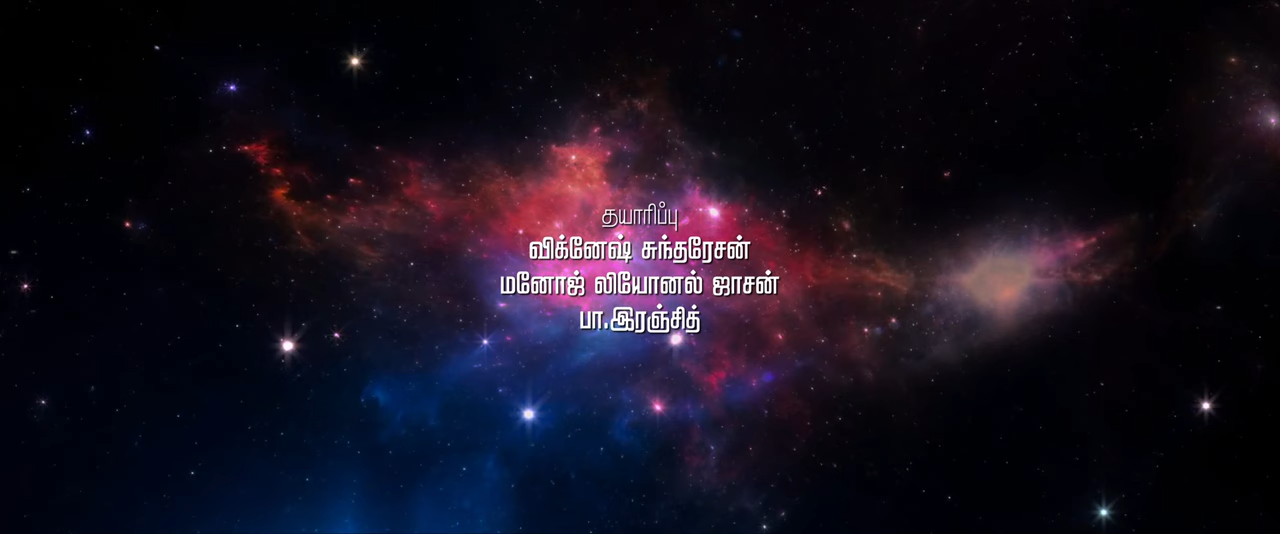 தயாரிப்பு
விக்னேஷ் சுந்தரேசன்
மனோஜ் லியோனல் ஜாசன்
பா.இரஞ்சித்